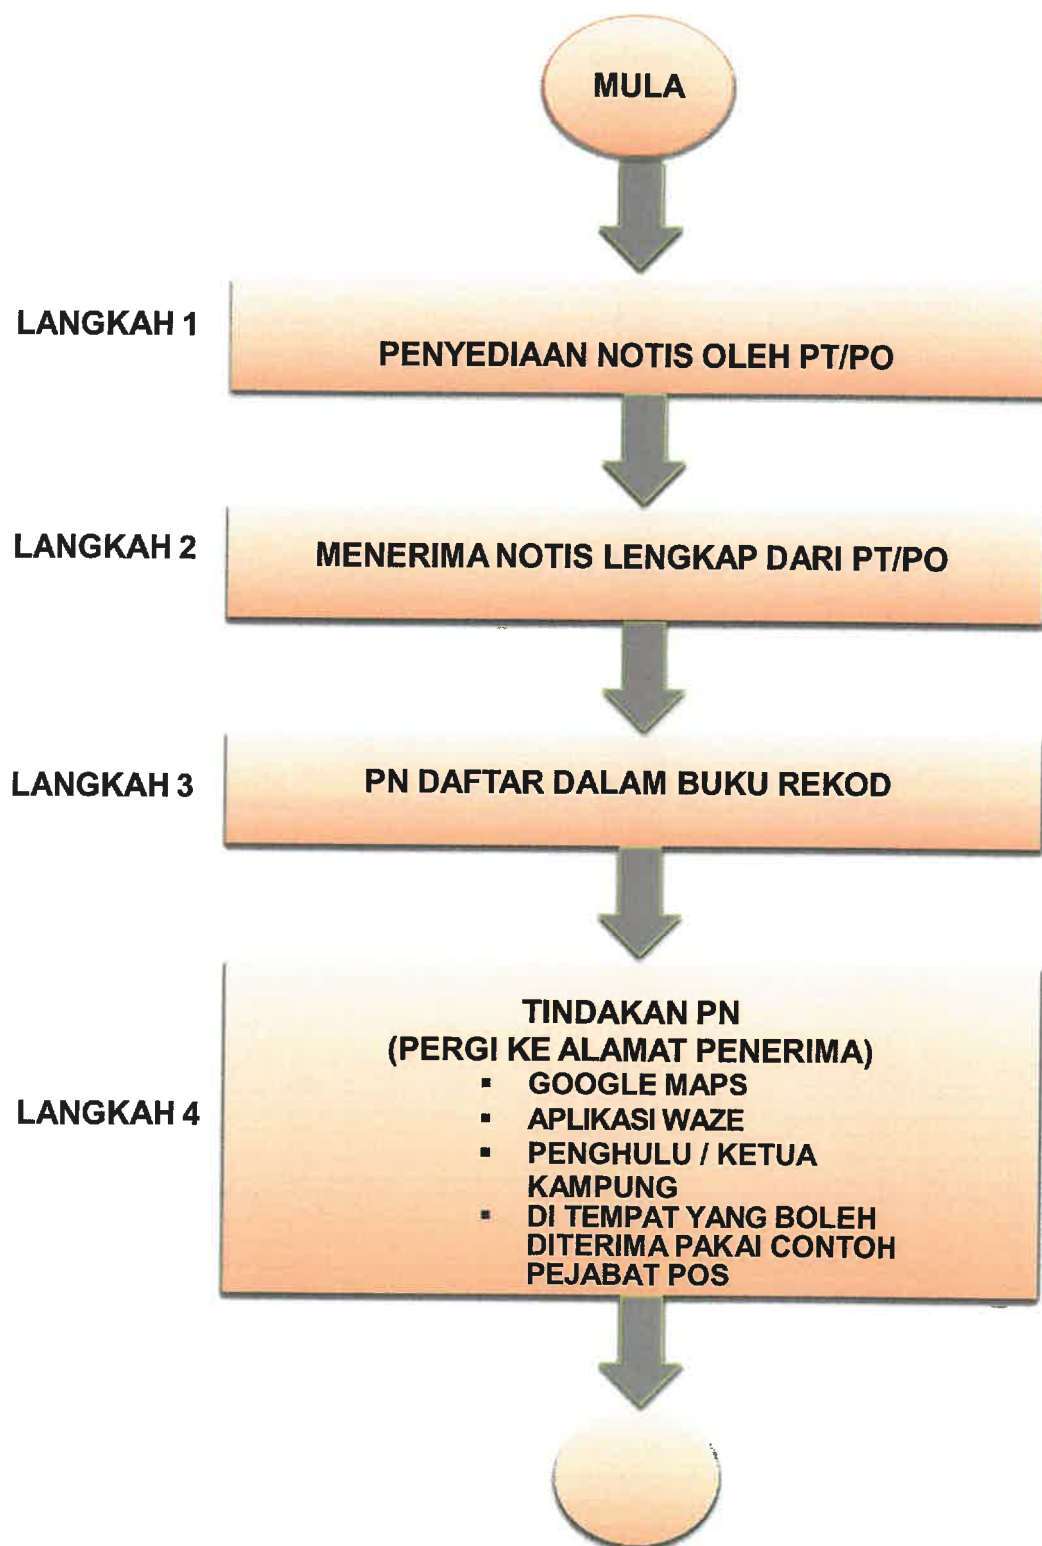 MULA
LANGKAH 1
PENYEDIAAN NOTIS OLEH PT/PO
LANGKAH 2
MENERIMA NOTIS LENGKAP DARI PT/PO
LANGKAH 3
PN DAFTAR DALAM BUKU REKOD
LANGKAH 4
TINDAKAN PN
(PERGI KE ALAMAT PENERIMA)
▪ GOOGLE MAPS
▪ APLIKASI WAZE
▪ PENGHULU / KETUA
KAMPUNG
▪ DI TEMPAT YANG BOLEH
DITERIMA PAKAI CONTOH
PEJABAT POS